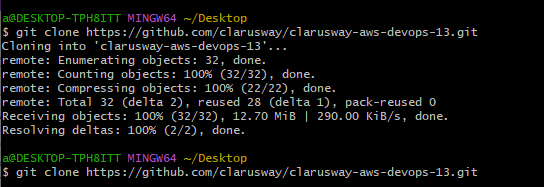 a@DESKTOP-TPH8ITT MINGW64 ~/Desktop
$ git clone https://github.com/clarusway/clarusway-aws-devops-13.git
Cloning into 'clarusway-aws-devops-13'...
remote: Enumerating objects: 32, done.
remote: Counting objects: 100% (32/32), done.
remote: Compressing objects: 100% (22/22), done.
remote: Total 32 (delta 2), reused 28 (delta 1), pack-reused 0
Receiving objects: 100% (32/32), 12.70 MiB | 290.00 KiB/s, done.
Resolving deltas: 100% (2/2), done.
a@DESKTOP-TPH8ITT MINGW64 ~/Desktop
$ git clone https://github.com/clarusway/clarusway-aws-devops-13.git